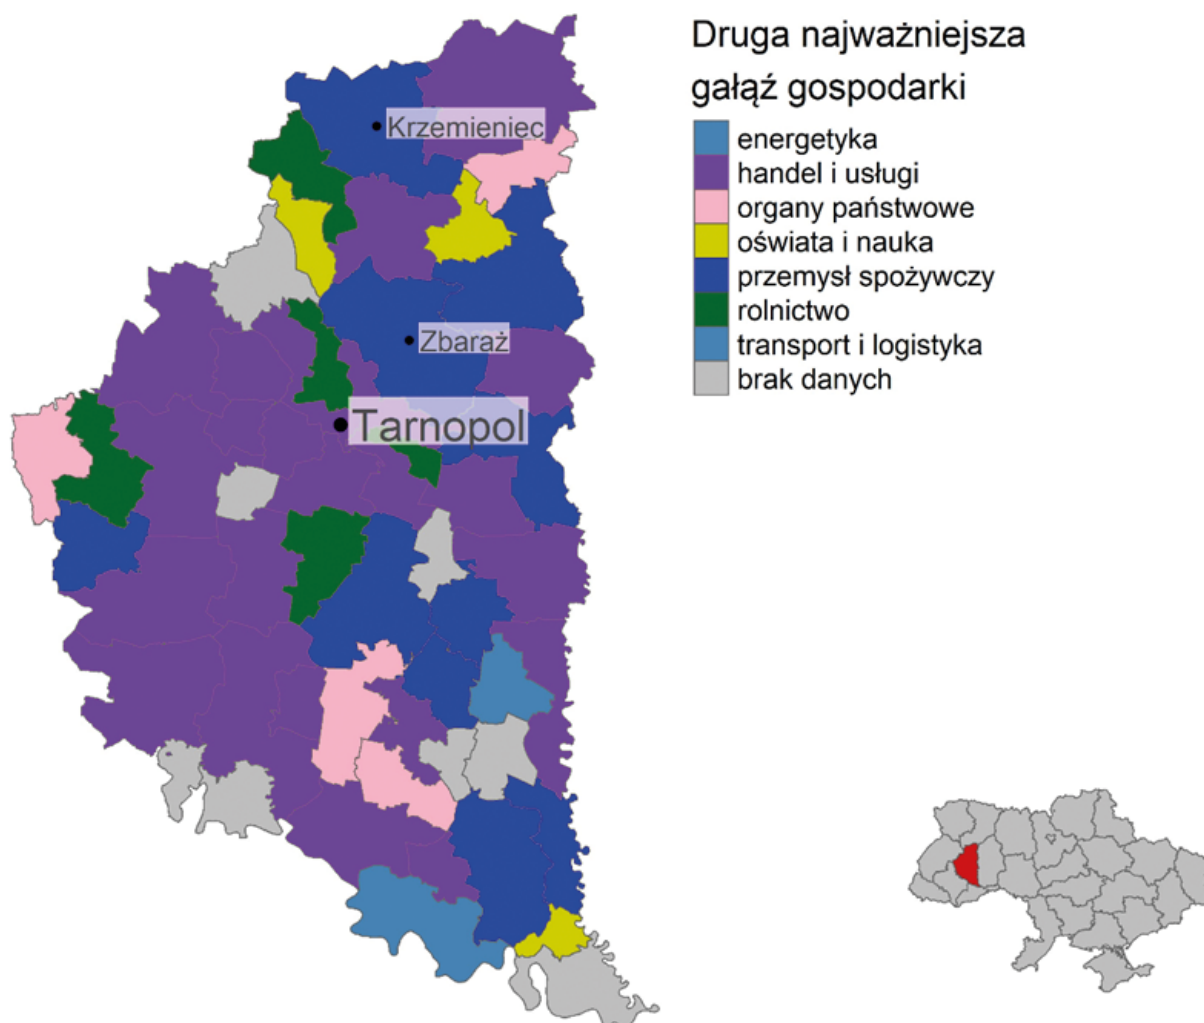 Druga najważniejsza
gałąź gospodarki
energetyka
handel i usługi
organy państwowe
oświata i nauka
przemysł spożywczy
rolnictwo
transport i logistyka
brak danych
Krzemieniec
Zbaraż
Tarnopol